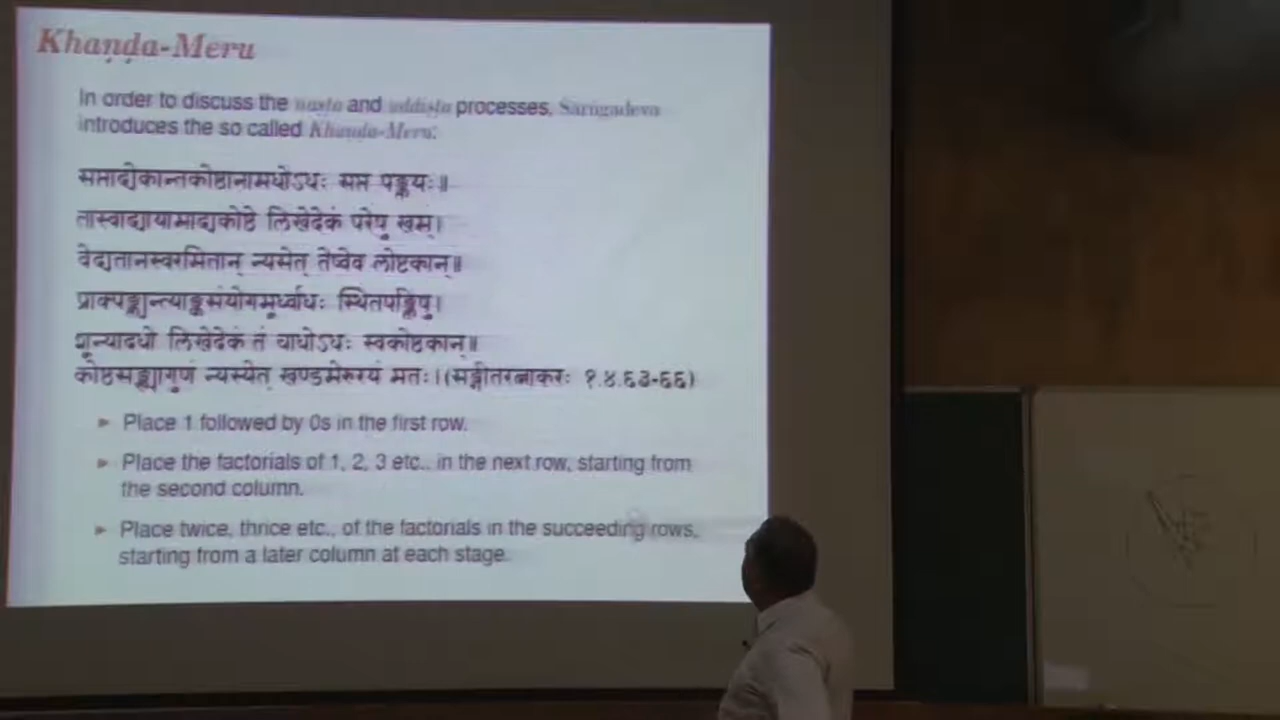 Khaṇḍa-Meru
In order to discuss the naṣṭa and uddiṣṭa processes, Śārṅgadeva
introduces the so called Khaṇḍa-Meru:
सप्ताद्येकान्तकोष्ठानामधोऽधः सप्त पङ्क्तयः॥
तास्वाद्यायामाद्यकोष्ठे लिखेदेकं परेषु खम्।
वेद्यतानस्वरमितान् न्यसेत् तेष्वेव लोष्टकान्॥
प्राक्पङ्क्त्यन्त्याङ्कसंयोगमूर्ध्वाधः स्थितपङ्क्तिषु।
शून्यादधो लिखेदेकं तं चाधोऽधः स्वकोष्ठकान्॥
कोष्ठसङ्ख्यागुणं न्यस्येत् खण्डमेरुरयं मतः। (सङ्गीतरत्नाकरः १.४.६३-६६)
► Place 1 followed by 0s in the first row.
► Place the factorials of 1, 2, 3 etc., in the next row, starting from
the second column.
► Place twice, thrice etc., of the factorials in the succeeding rows,
starting from a later column at each stage.